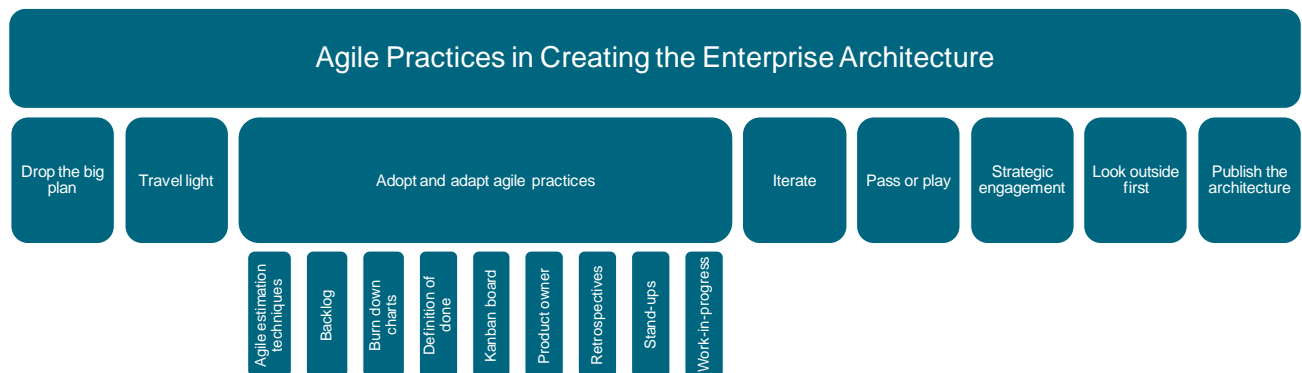 Agile Practices in Creating the Enterprise Architecture
Drop the big
plan
Travel light
Adopt and adapt agile practices
Iterate
Pass or play
Strategic
engagement
Look outside
first
Publish the
architecture
Agile estimation
techniques
Backlog
Burn down
charts
Definition of
done
Kanban board
Product owner
Retrospectives
Stand-ups
Work-in-progress